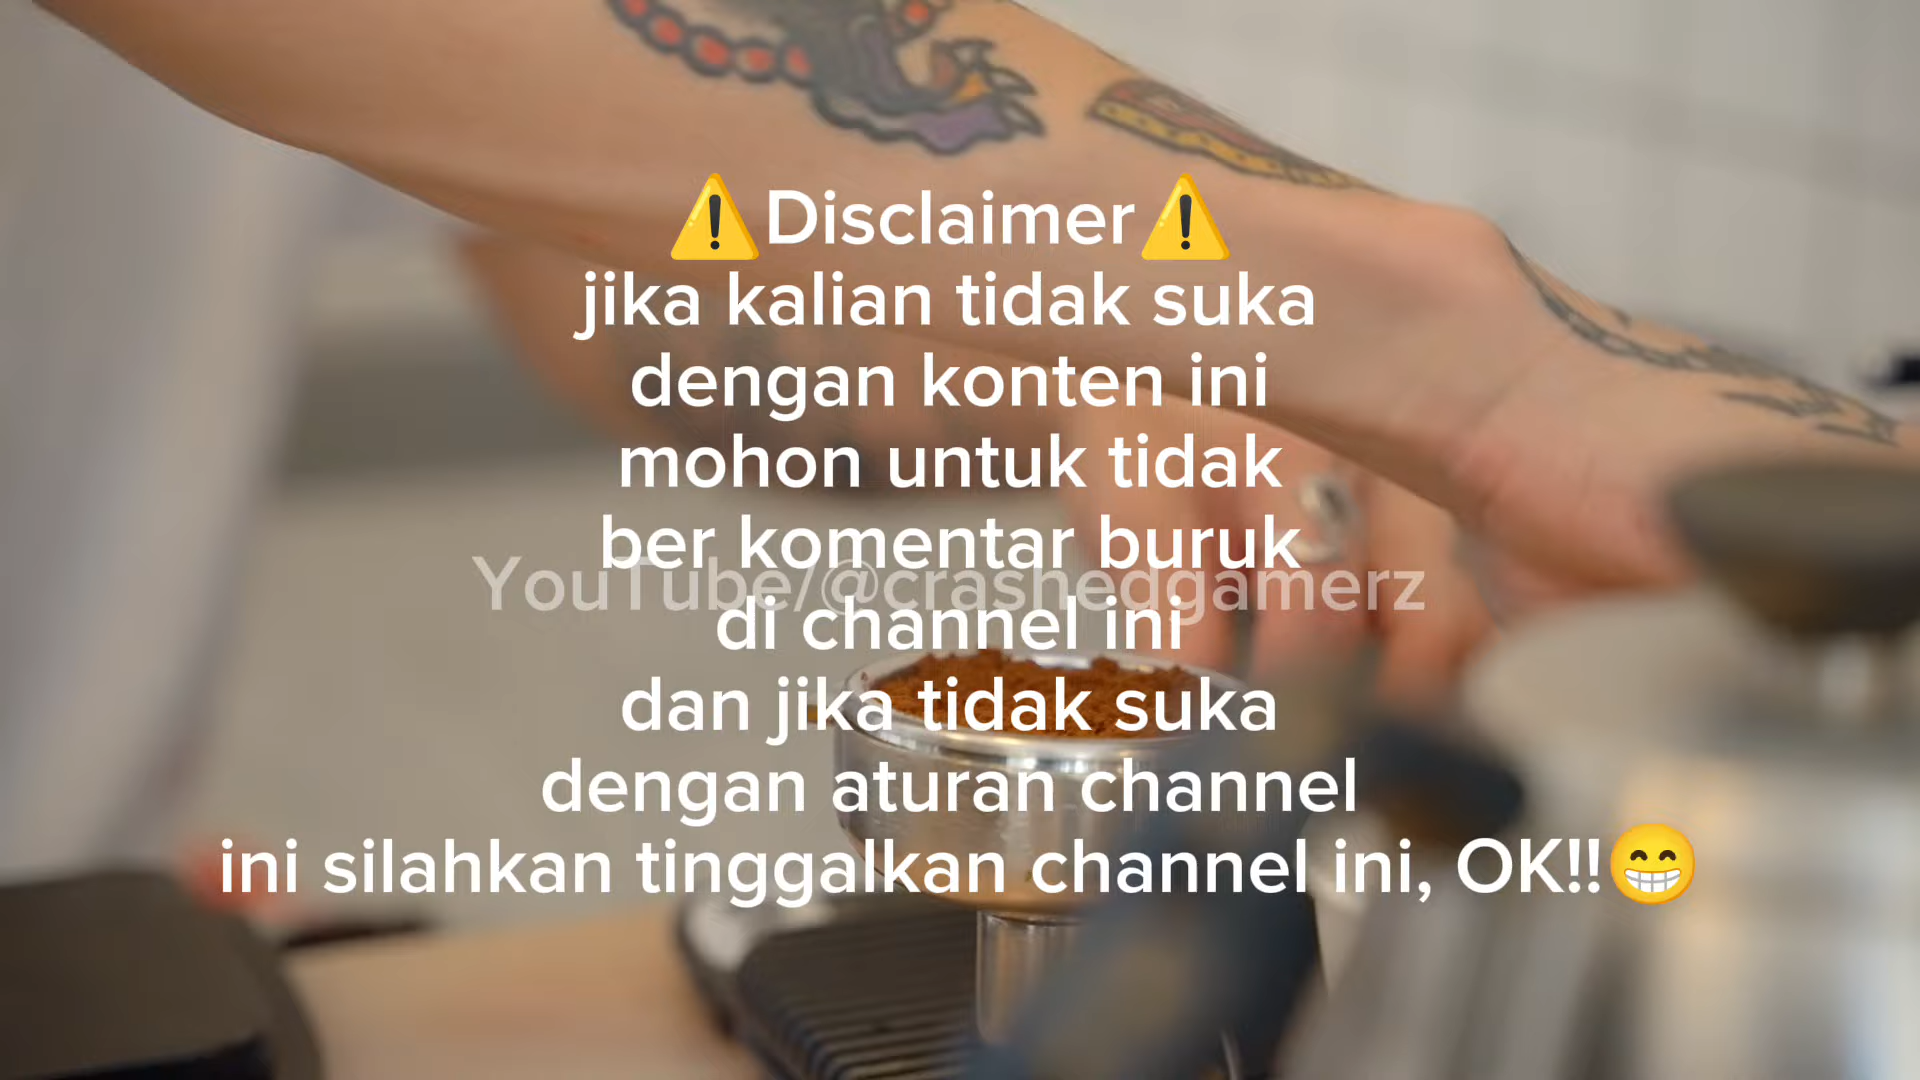 ⚠️Disclaimer⚠️
jika kalian tidak suka
dengan konten ini
mohon untuk tidak
ber komentar buruk
YouTube/@crashedgamerz
di channel ini
dan jika tidak suka
dengan aturan channel
ini silahkan tinggalkan channel ini, OK!!😁